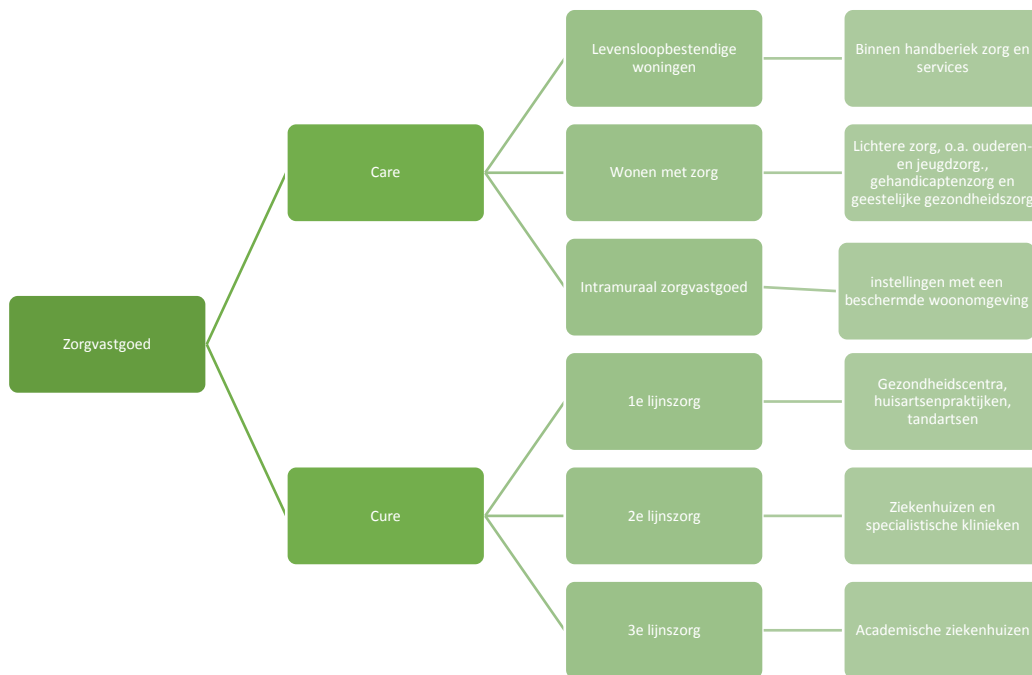 Zorgvastgoed
Care
Levensloopbestendige
woningen
Binnen handberiek zorg en
services
Wonen met zorg
Lichtere zorg, o.a. ouderen-
en jeugdzorg.,
gehandicaptenzorg en
geestelijke gezondheidszorg
Intramuraal zorgvastgoed
instellingen met een
beschermde woonomgeving
Cure
1e lijnszorg
Gezondheidscentra,
huisartsenpraktijken,
tandartsen
2e lijnszorg
Ziekenhuizen en
specialistische klinieken
3e lijnszorg
Academische ziekenhuizen